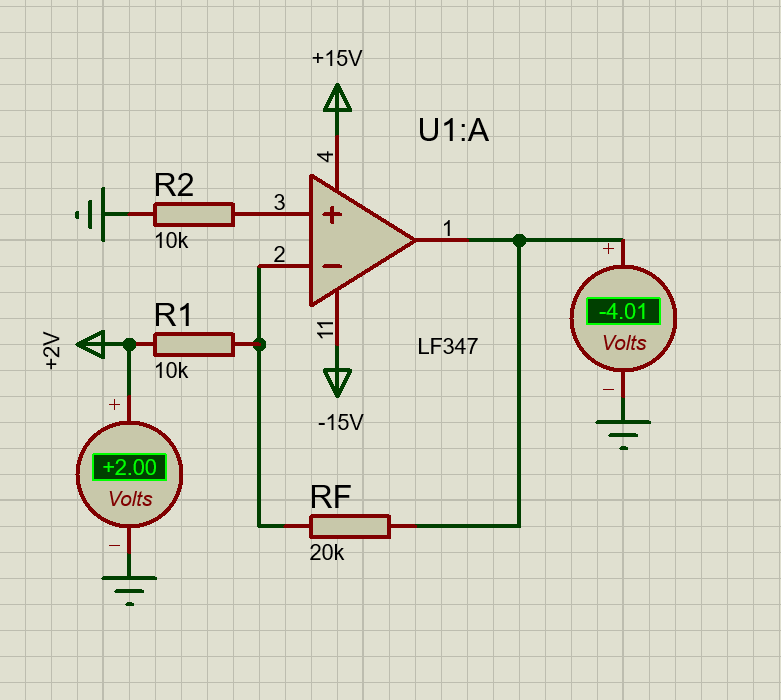 +15V
U1:A
4
R2
3
+
10k
1
2
−
+
-4.01
Volts
−
R1
+2V
10k
11
LF347
-15V
+
+2.00
Volts
−
RF
20k